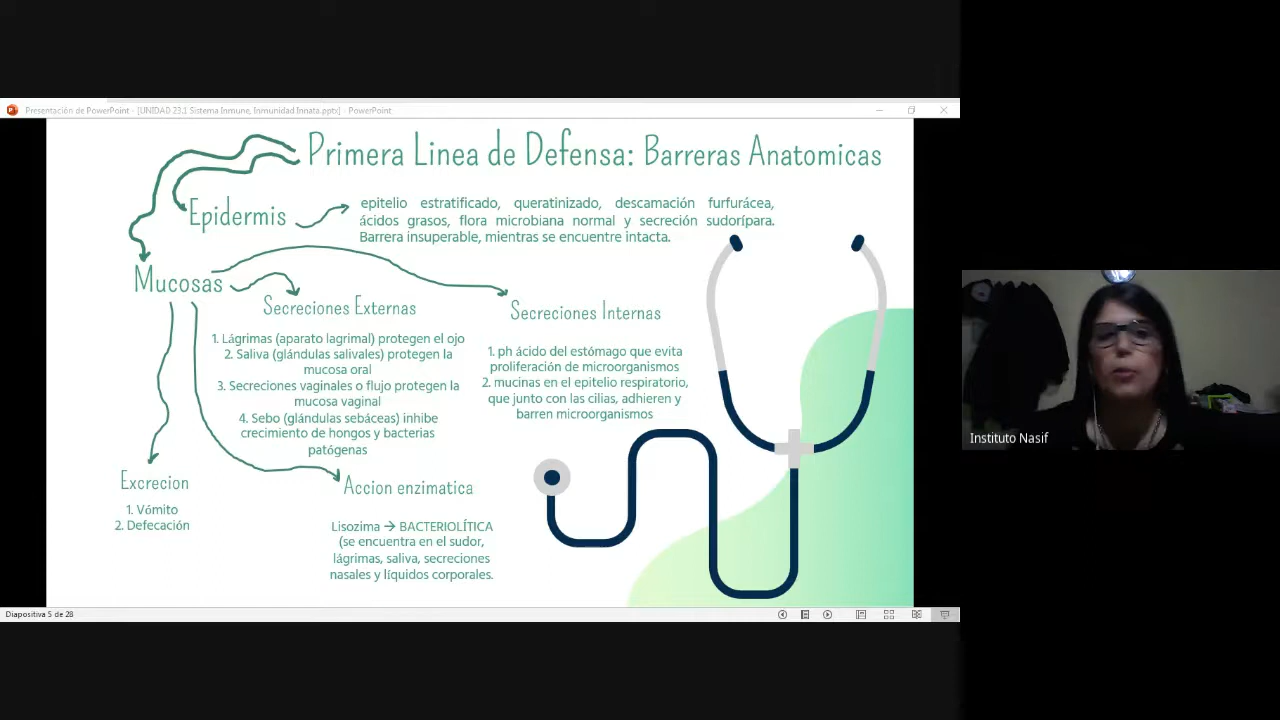 Presentación de PowerPoint - [UNIDAD 23.1 Sistema Inmune, Inmunidad Innata.pptx] - PowerPoint
Primera Linea de Defensa: Barreras Anatomicas
Epidermis
epitelio estratificado, queratinizado, descamación furfurácea,
ácidos grasos, flora microbiana normal y secreción sudorípara.
Barrera insuperable, mientras se encuentre intacta.
Mucosas
Secreciones Externas
1. Lágrimas (aparato lagrimal) protegen el ojo
2. Saliva (glándulas salivales) protegen la
mucosa oral
3. Secreciones vaginales o flujo protegen la
mucosa vaginal
4. Sebo (glándulas sebáceas) inhibe
crecimiento de hongos y bacterias
patógenas
Secreciones Internas
1. ph ácido del estómago que evita
proliferación de microorganismos
2. mucinas en el epitelio respiratorio,
que junto con las cilias, adhieren y
barren microorganismos
Excrecion
1. Vómito
2. Defecación
Accion enzimatica
Lisozima → BACTERIOLÍTICA
(se encuentra en el sudor,
lágrimas, saliva, secreciones
nasales y líquidos corporales.
Instituto Nasif
Diapositiva 5 de 28